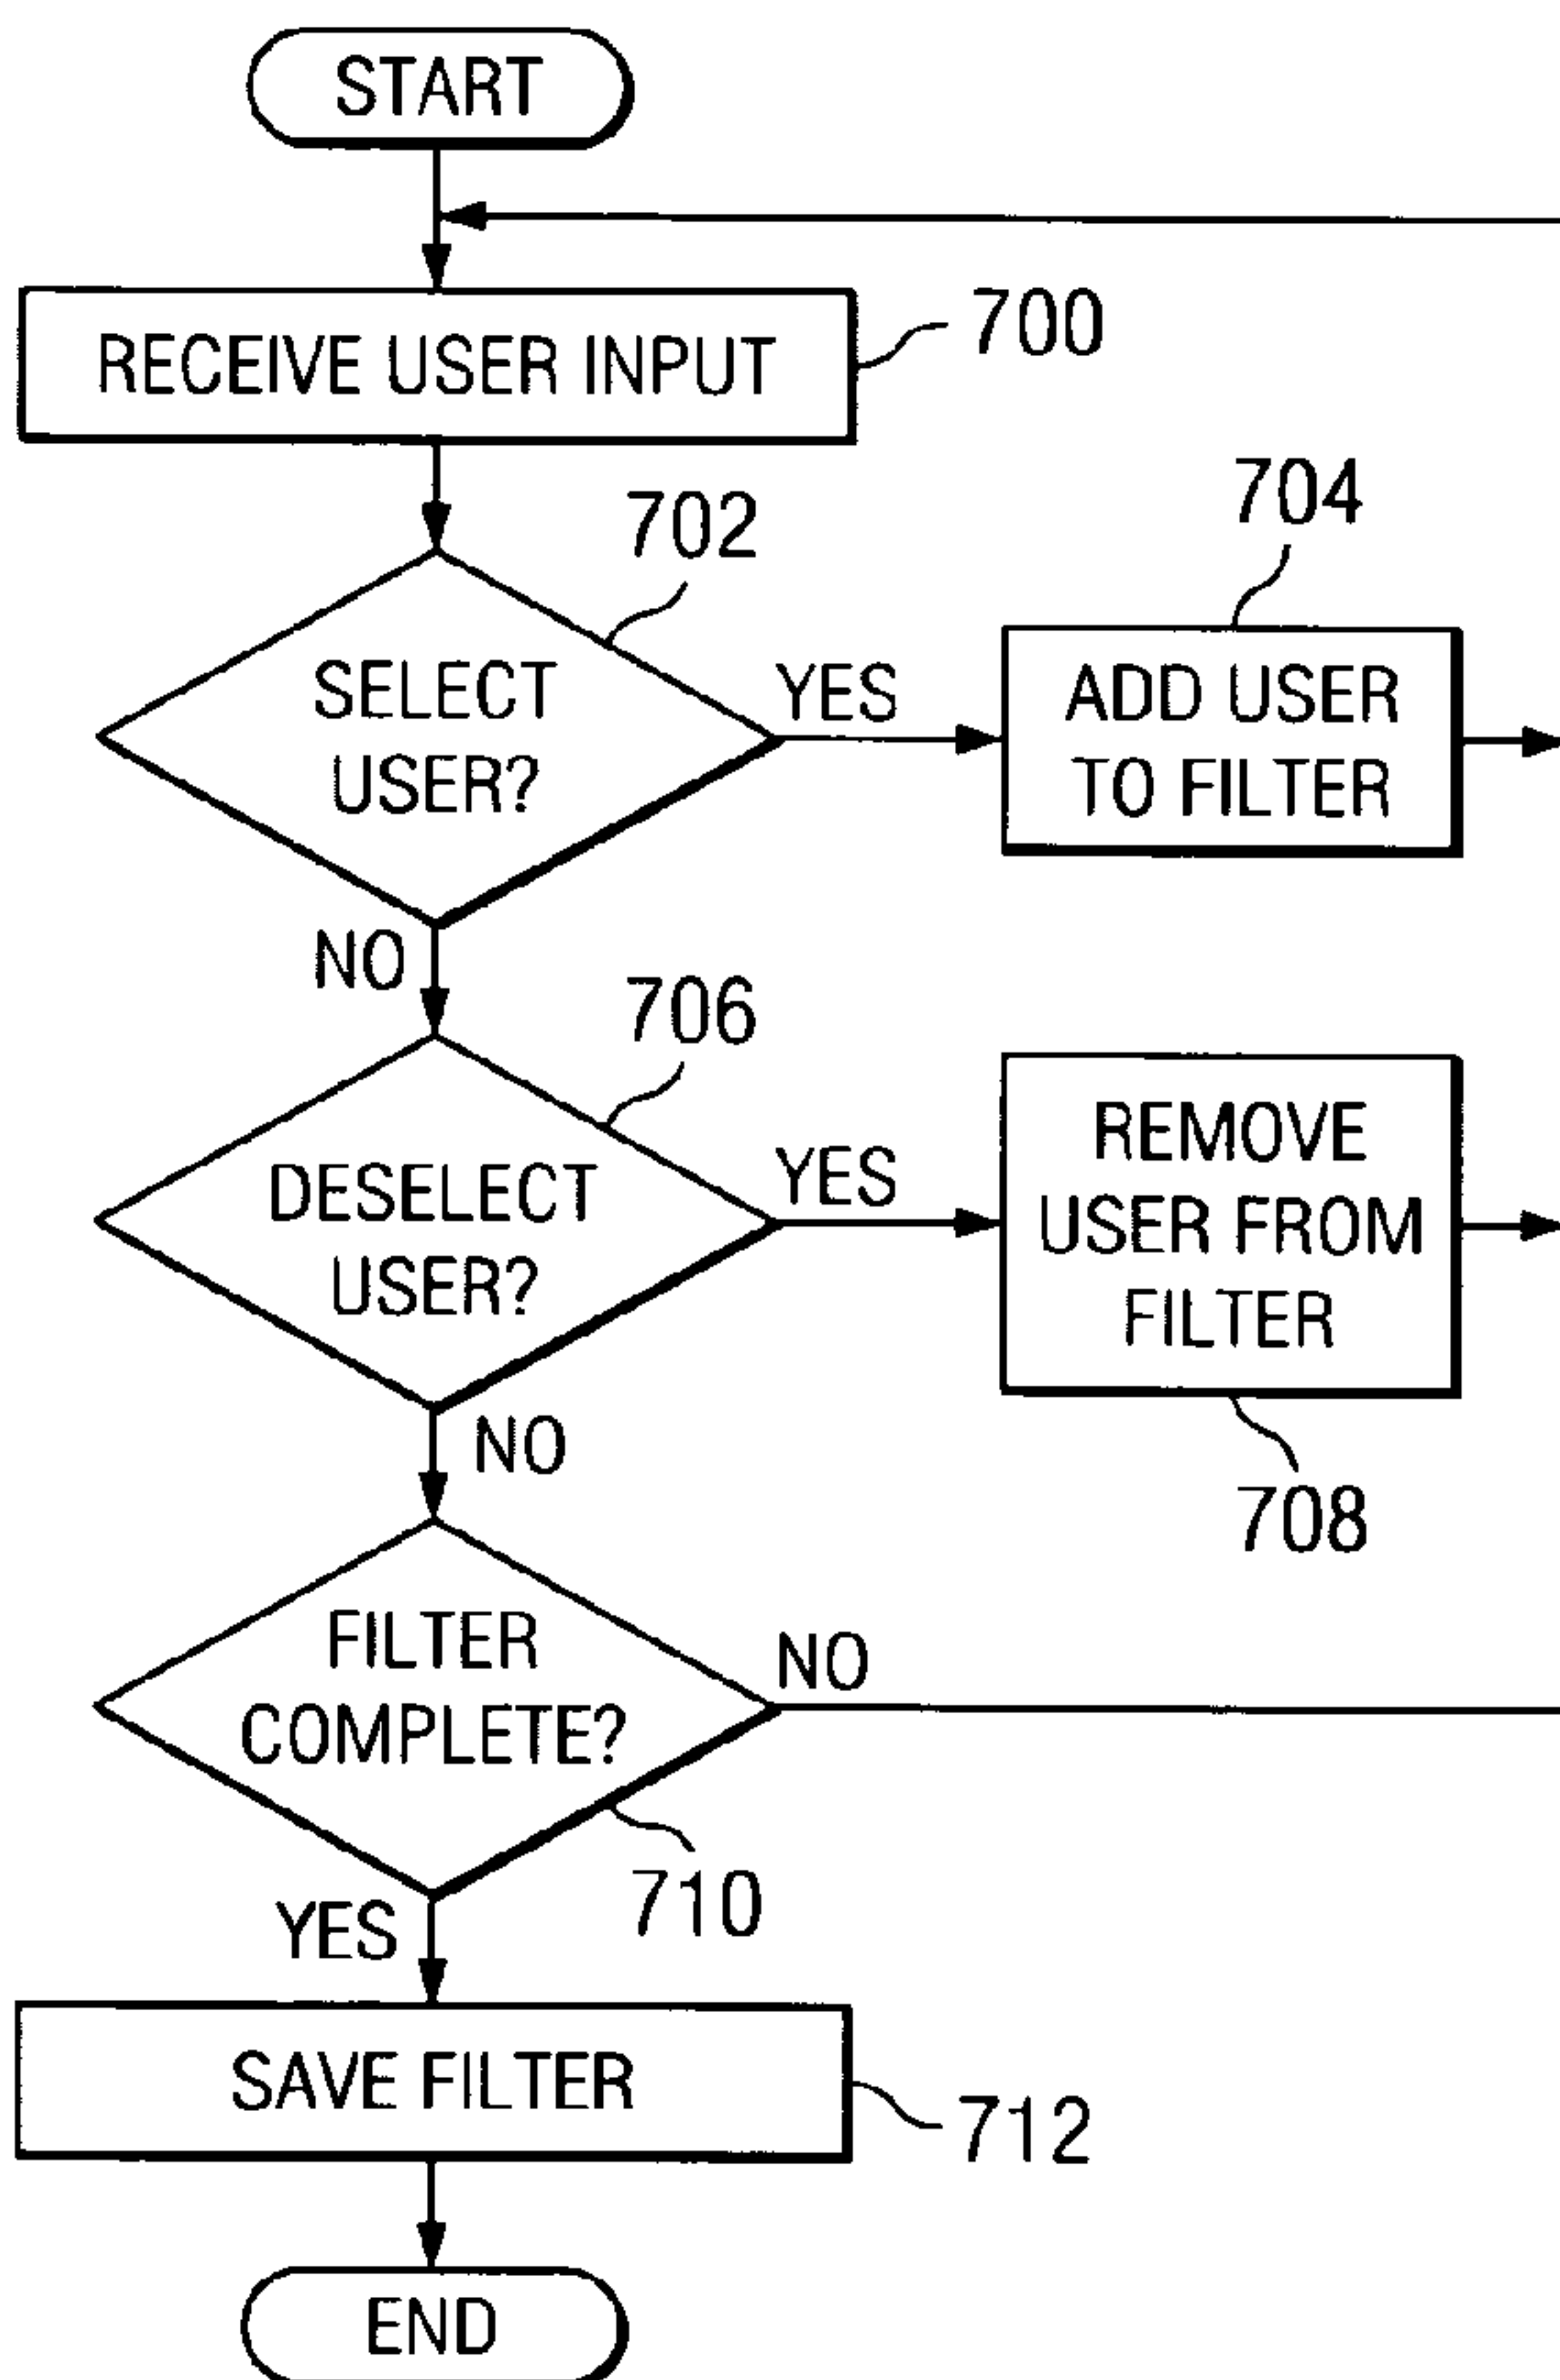 START
RECEIVE USER INPUT
700
702
704
SELECT
USER?
YES
ADD USER
TO FILTER
NO
706
DESELECT
USER?
YES
REMOVE
USER FROM
FILTER
NO
708
FILTER
COMPLETE?
NO
710
YES
SAVE FILTER
712
END